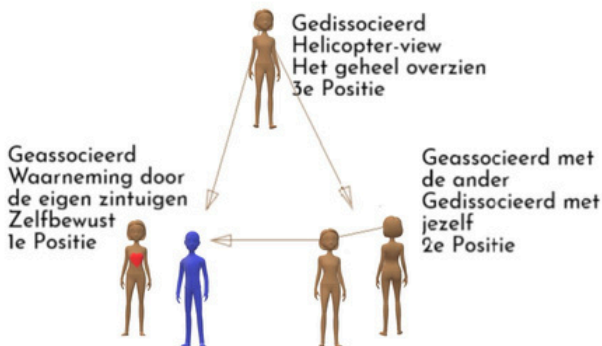 Gedissocieerd
Helicopter-view
Het geheel overzien
3e Positie
Geassocieerd
Waarneming door
de eigen zintuigen
Zelfbewust
1e Positie
Geassocieerd met
de ander
Gedissocieerd met
jezelf
2e Positie